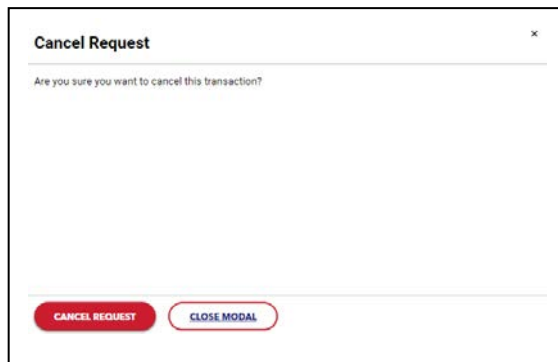 Cancel Request
×
Are you sure you want to cancel this transaction?
CANCEL REQUEST
CLOSE MODAL